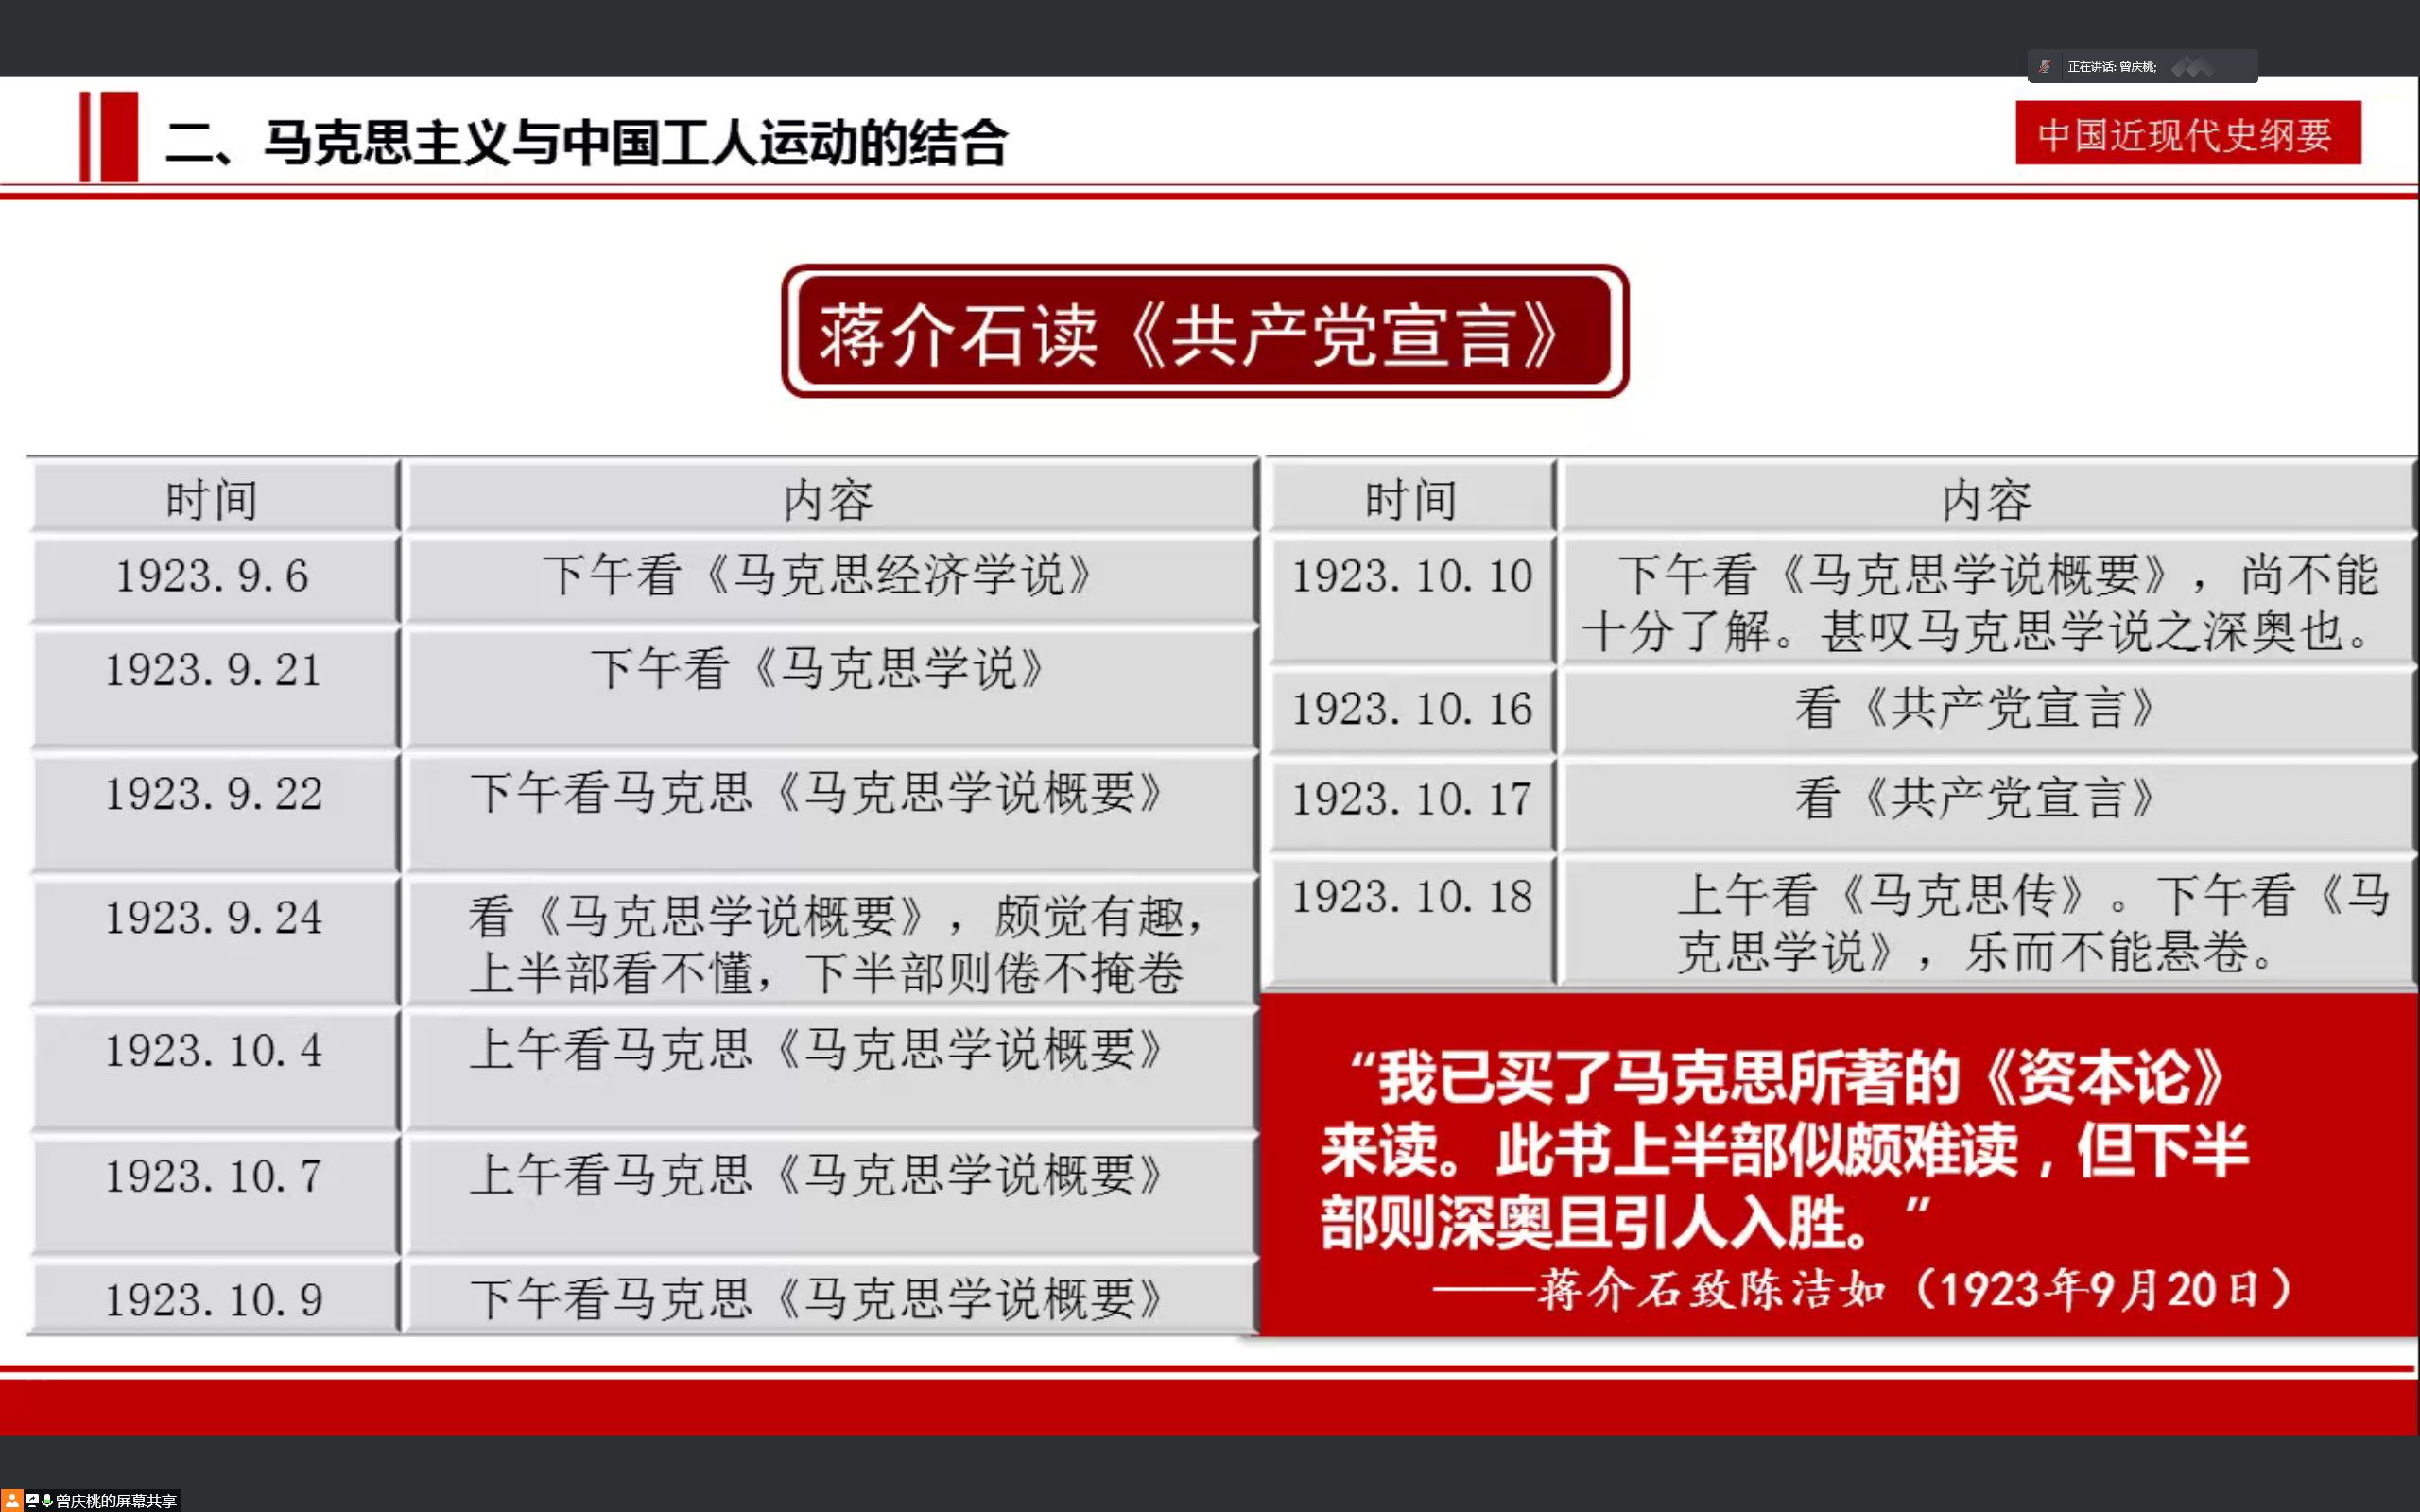 正在讲话: 曾庆桃;
二、马克思主义与中国工人运动的结合
中国近现代史纲要
蒋介石读《共产党宣言》
时间 内容
1923.9.6 下午看《马克思经济学说》
1923.9.21 下午看《马克思学说》
1923.9.22 下午看马克思《马克思学说概要》
1923.9.24 看《马克思学说概要》，颇觉有趣，
上半部看不懂，下半部则倦不掩卷
1923.10.4 上午看马克思《马克思学说概要》
1923.10.7 上午看马克思《马克思学说概要》
1923.10.9 下午看马克思《马克思学说概要》
时间 内容
1923.10.10 下午看《马克思学说概要》，尚不能
十分了解。甚叹马克思学说之深奥也。
1923.10.16 看《共产党宣言》
1923.10.17 看《共产党宣言》
1923.10.18 上午看《马克思传》。下午看《马
克思学说》，乐而不能悬卷。
“我已买了马克思所著的《资本论》
来读。此书上半部似颇难读，但下半
部则深奥且引人入胜。”
——蒋介石致陈洁如（1923年9月20日）
曾庆桃的屏幕共享